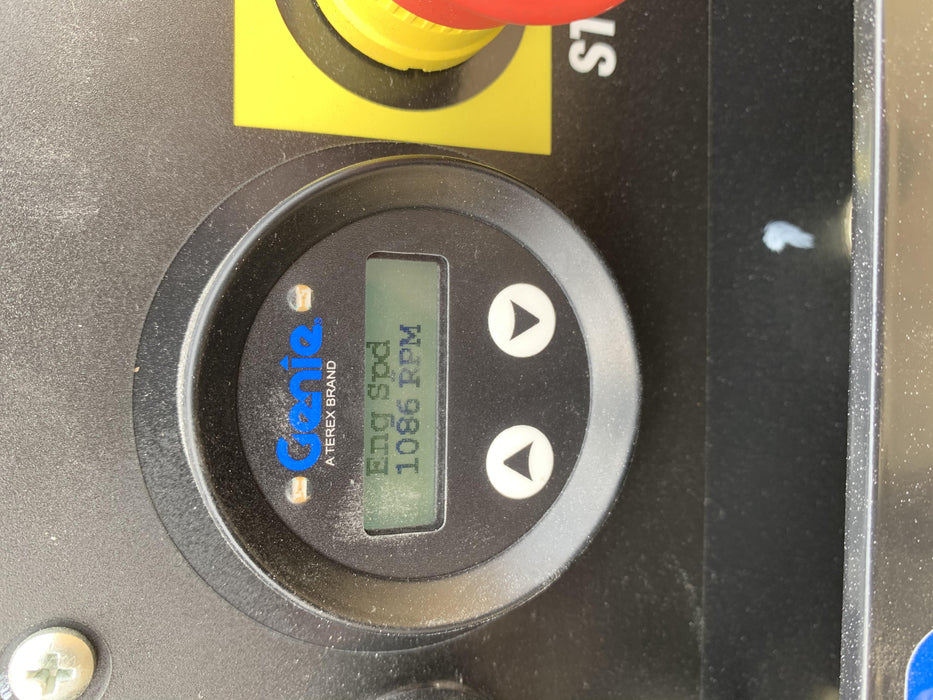 Genie
A TEREX BRAND
Eng Spd
1086 RPM